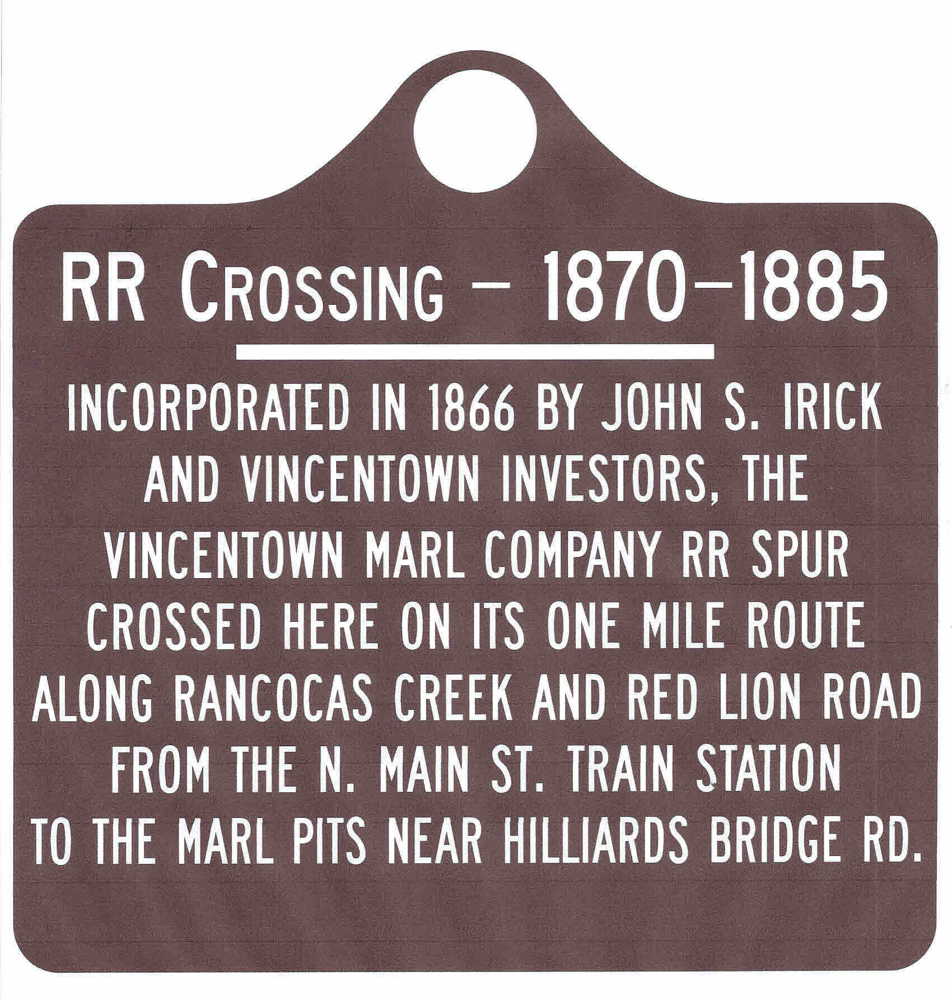 RR CROSSING – 1870–1885
INCORPORATED IN 1866 BY JOHN S. IRICK
AND VINCENTOWN INVESTORS, THE
VINCENTOWN MARL COMPANY RR SPUR
CROSSED HERE ON ITS ONE MILE ROUTE
ALONG RANCOCAS CREEK AND RED LION ROAD
FROM THE N. MAIN ST. TRAIN STATION
TO THE MARL PITS NEAR HILLIARDS BRIDGE RD.